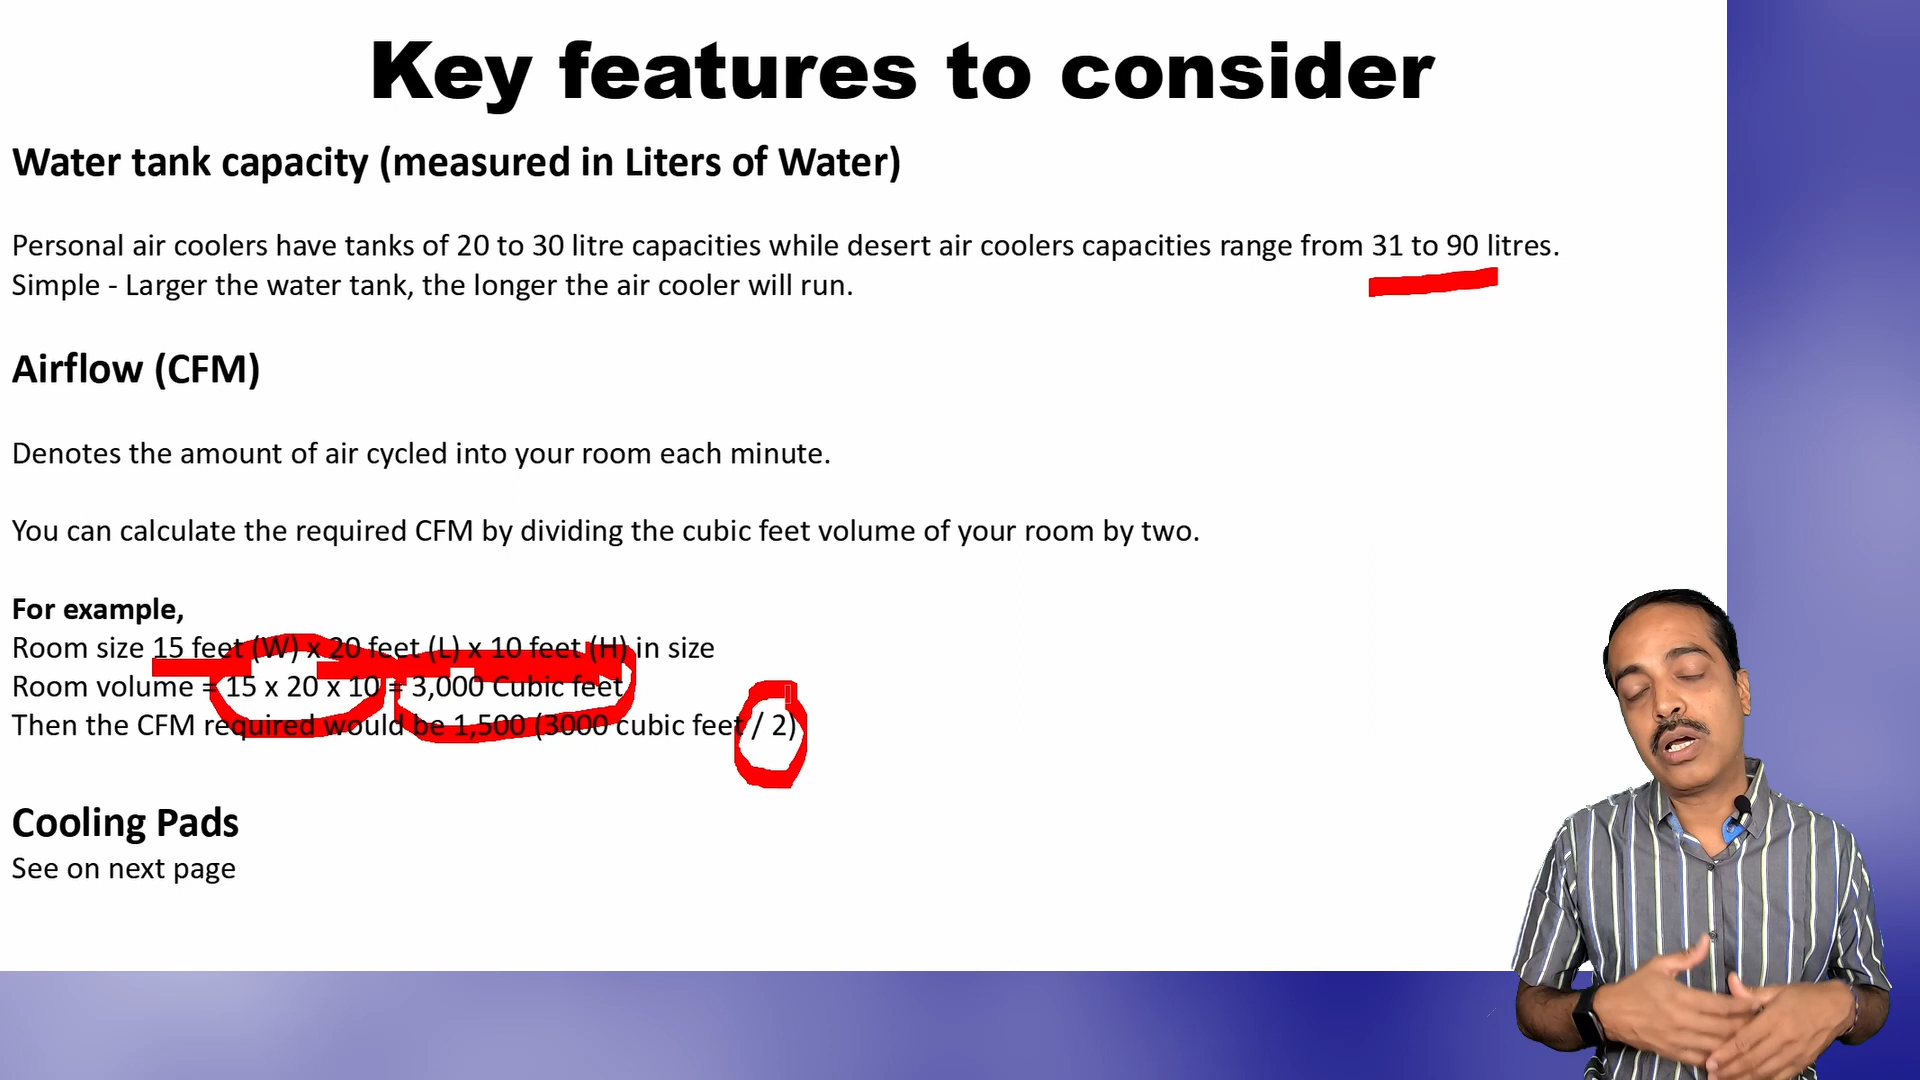 Key features to consider
Water tank capacity (measured in Liters of Water)
Personal air coolers have tanks of 20 to 30 litre capacities while desert air coolers capacities range from 31 to 90 litres.
Simple - Larger the water tank, the longer the air cooler will run.
Airflow (CFM)
Denotes the amount of air cycled into your room each minute.
You can calculate the required CFM by dividing the cubic feet volume of your room by two.
For example,
Room size 15 feet (W) x 20 feet (L) x 10 feet (H) in size
Room volume = 15 x 20 x 10 = 3,000 Cubic feet
Then the CFM required would be 1,500 (3000 cubic feet / 2)
Cooling Pads
See on next page